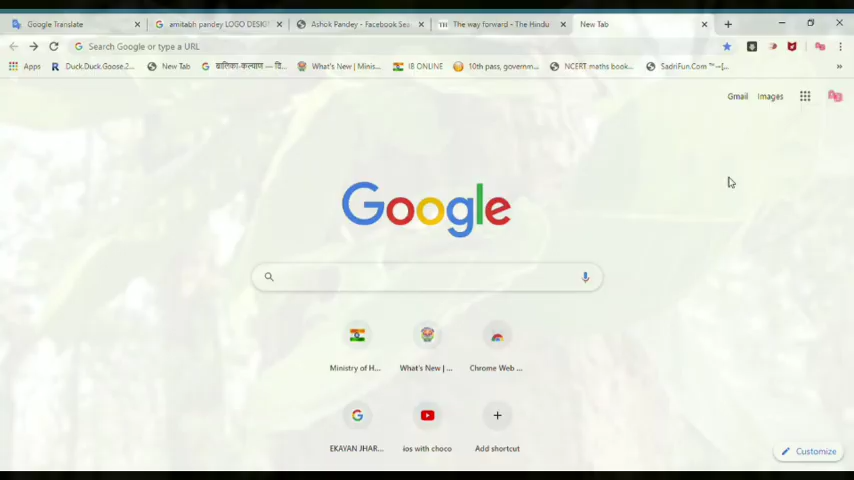 Google Translate
amitabh pandey LOGO DESI
Ashok Pandey - Facebook Sea
TH The way forward - The Hindu
New Tab
Search Google or type a URL
Apps
Duck.Duck.Goose.2...
New Tab
बालिका-कल्याण — वि...
What's New | Minis...
IB ONLINE
10th pass, governm...
NCERT maths book...
SadriFun.Com ™–[...
Gmail Images
Google
Ministry of H...
What's New | ...
Chrome Web ...
EKAYAN JHAR...
ios with choco
Add shortcut
Customize